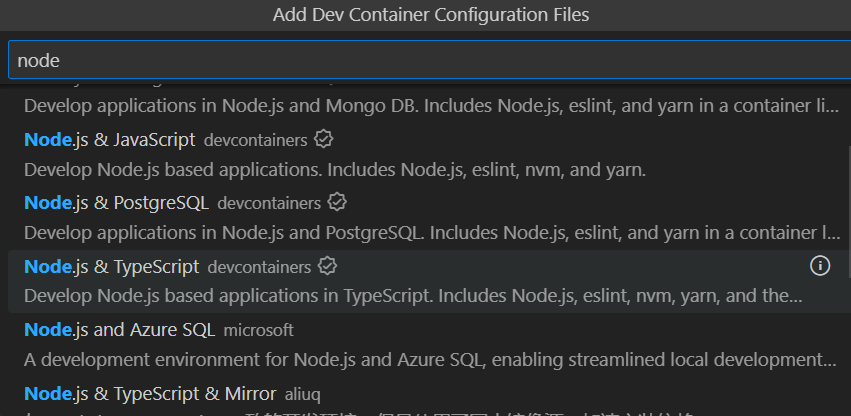 Add Dev Container Configuration Files
node
Develop applications in Node.js and Mongo DB. Includes Node.js, eslint, and yarn in a container li...
Node.js & JavaScript devcontainers
Develop Node.js based applications. Includes Node.js, eslint, nvm, and yarn.
Node.js & PostgreSQL devcontainers
Develop applications in Node.js and PostgreSQL. Includes Node.js, eslint, and yarn in a container l...
Node.js & TypeScript devcontainers
Develop Node.js based applications in TypeScript. Includes Node.js, eslint, nvm, yarn, and the...
Node.js and Azure SQL microsoft
A development environment for Node.js and Azure SQL, enabling streamlined local development...
Node.js & TypeScript & Mirror aliuq